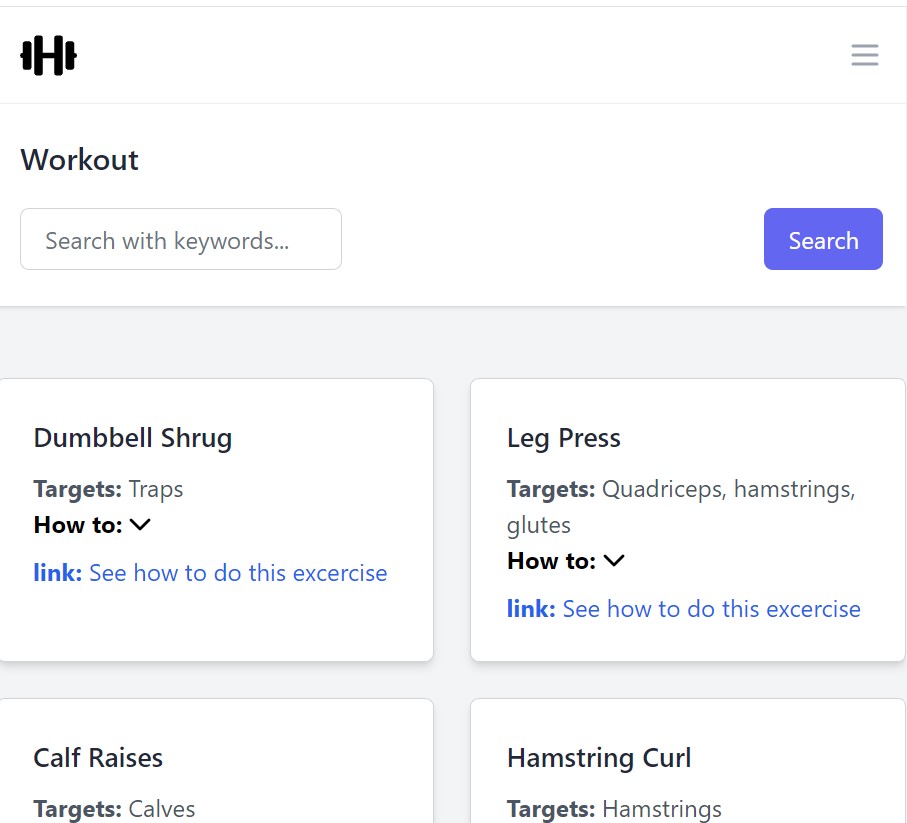 Workout
Search with keywords...
Search
Dumbbell Shrug
Targets: Traps
How to:
link: See how to do this excercise
Leg Press
Targets: Quadriceps, hamstrings,
glutes
How to:
link: See how to do this excercise
Calf Raises
Targets: Calves
Hamstring Curl
Targets: Hamstrings